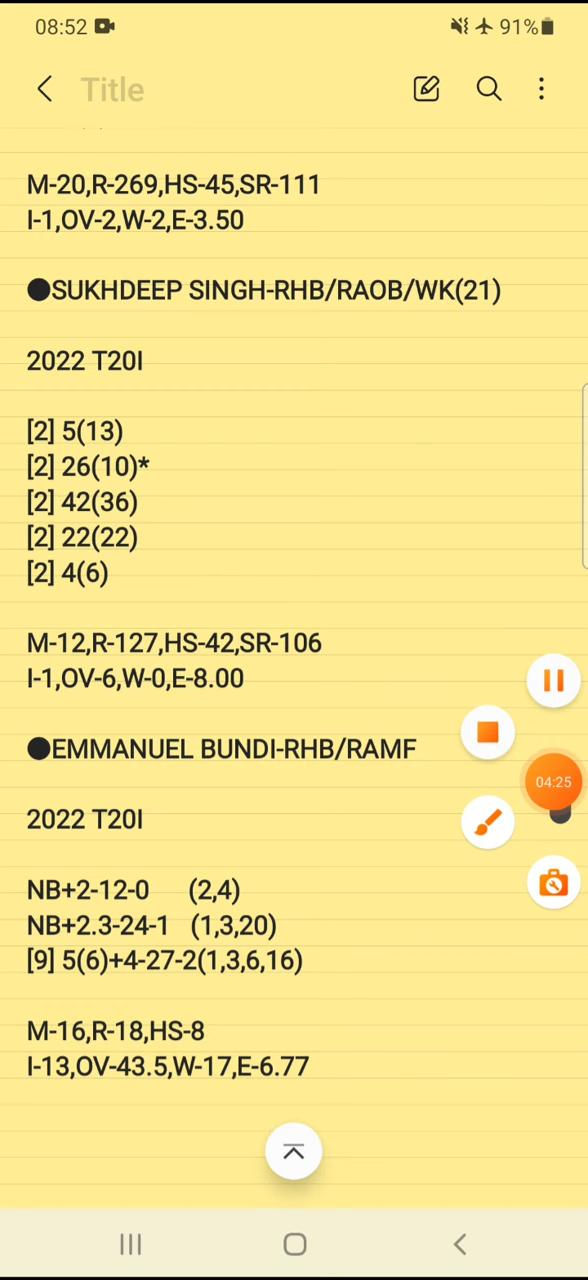 08:52
91%
Title
M-20,R-269,HS-45,SR-111
I-1,OV-2,W-2,E-3.50
●SUKHDEEP SINGH-RHB/RAOB/WK(21)
2022 T20I
[2] 5(13)
[2] 26(10)*
[2] 42(36)
[2] 22(22)
[2] 4(6)
M-12,R-127,HS-42,SR-106
I-1,OV-6,W-0,E-8.00
●EMMANUEL BUNDI-RHB/RAMF
04:25
2022 T20I
NB+2-12-0 (2,4)
NB+2.3-24-1 (1,3,20)
[9] 5(6)+4-27-2(1,3,6,16)
M-16,R-18,HS-8
I-13,OV-43.5,W-17,E-6.77